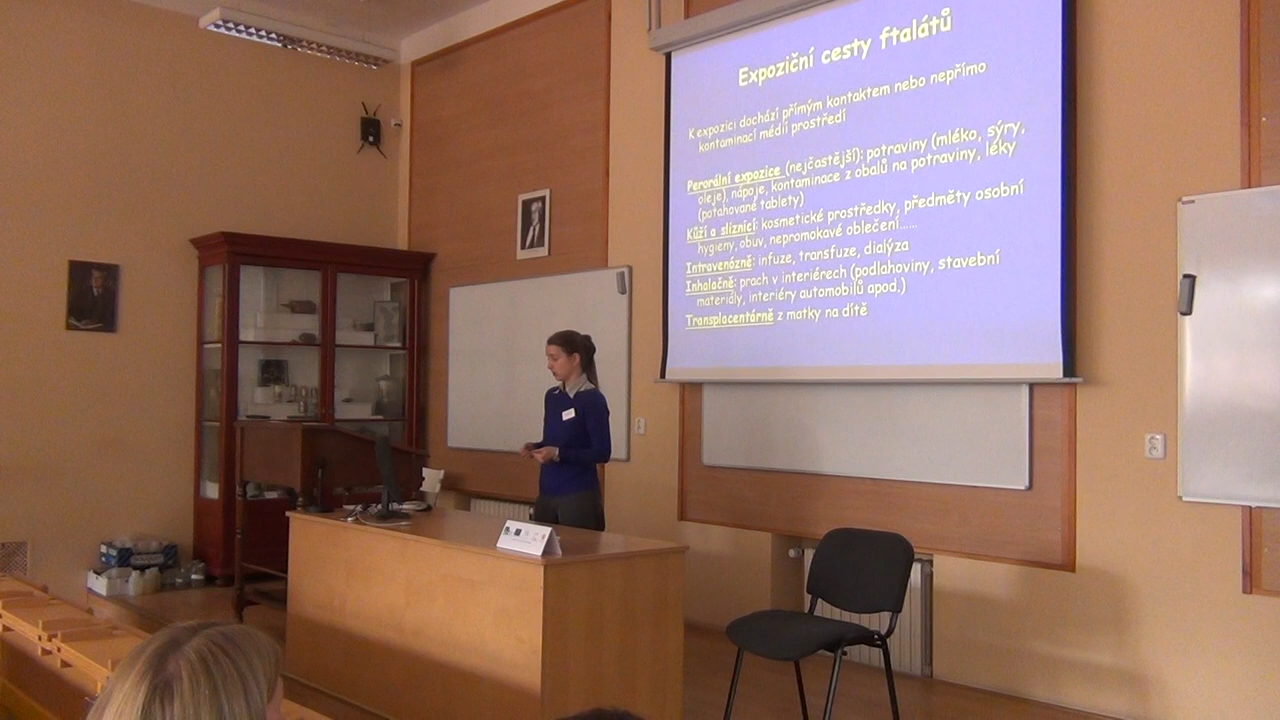 Expoziční cesty ftalátů
K expozici dochází přímým kontaktem nebo nepřímo
kontaminací médií prostředí
Perorální expozice (nejčastější): potraviny (mléko, sýry,
oleje), nápoje, kontaminace z obalů na potraviny, léky
(potahované tablety)
Kůží a sliznicí: kosmetické prostředky, předměty osobní
hygieny, obuv, nepromokavé oblečení......
Intravenózně: infuze, transfuze, dialýza
Inhalačně: prach v interiérech (podlahoviny, stavební
materiály, interiéry automobilů apod.)
Transplacentárně z matky na dítě